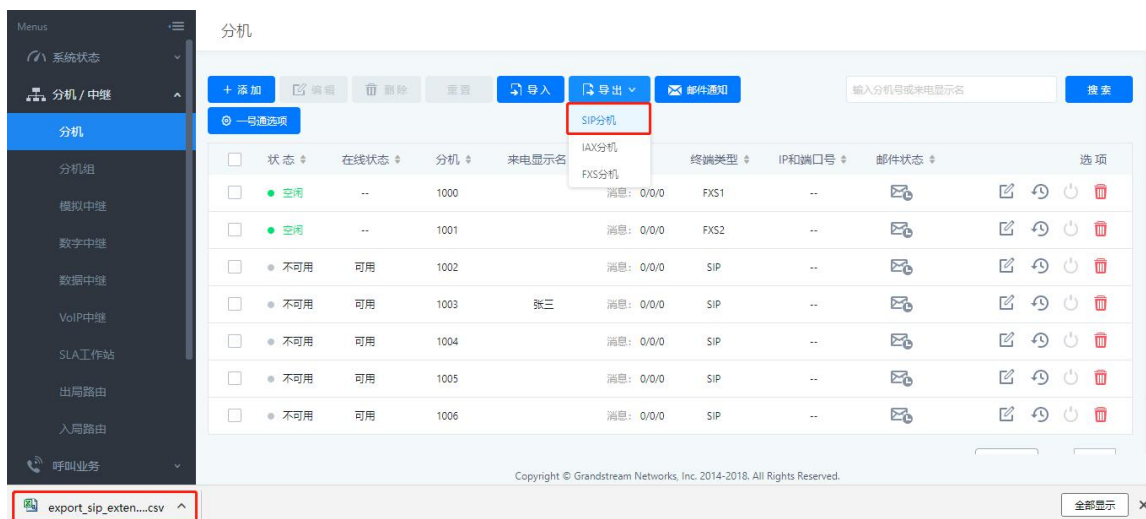 Menus
系统状态
分机 / 中继
分机
分机组
模拟中继
数字中继
数据中继
VoIP中继
SLA工作站
出局路由
入局路由
呼叫业务
分机
+ 添 加 编 辑 删 除 重 置 导 入 导 出 邮件通知 输入分机号或来电显示名 搜 索
一号通选项
SIP分机
IAX分机
FXS分机
状 态 在线状态 分机 来电显示名 终端类型 IP和端口号 邮件状态 选 项
空闲 -- 1000 消息: 0/0/0 FXS1 --
空闲 -- 1001 消息: 0/0/0 FXS2 --
不可用 可用 1002 消息: 0/0/0 SIP --
不可用 可用 1003 张三 消息: 0/0/0 SIP --
不可用 可用 1004 消息: 0/0/0 SIP --
不可用 可用 1005 消息: 0/0/0 SIP --
不可用 可用 1006 消息: 0/0/0 SIP --
Copyright © Grandstream Networks, Inc. 2014-2018. All Rights Reserved.
export_sip_exten....csv 全部显示